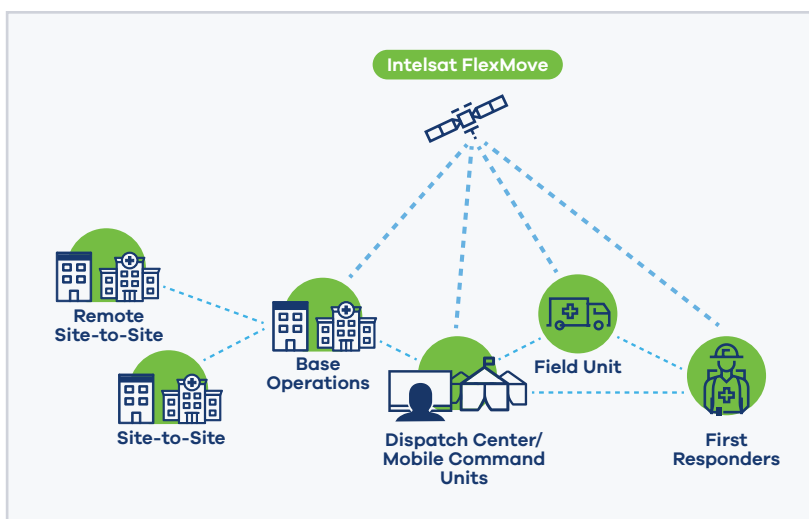 Intelsat FlexMove
Remote
Site-to-Site
Site-to-Site
Base
Operations
Dispatch Center/
Mobile Command
Units
Field Unit
First
Responders